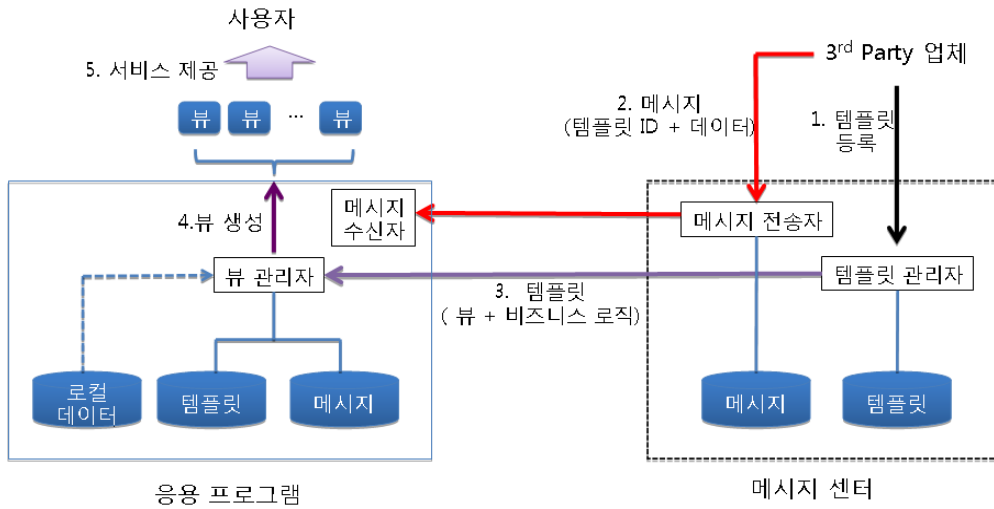 사용자
3rd Party 업체
5. 서비스 제공
뷰 뷰 … 뷰
2. 메시지
(템플릿 ID + 데이터)
1. 템플릿
등록
4.뷰 생성
메시지
수신자
메시지 전송자
뷰 관리자
템플릿 관리자
3. 템플릿
( 뷰 + 비즈니스 로직)
로컬
데이터
템플릿
메시지
메시지
템플릿
응용 프로그램
메시지 센터